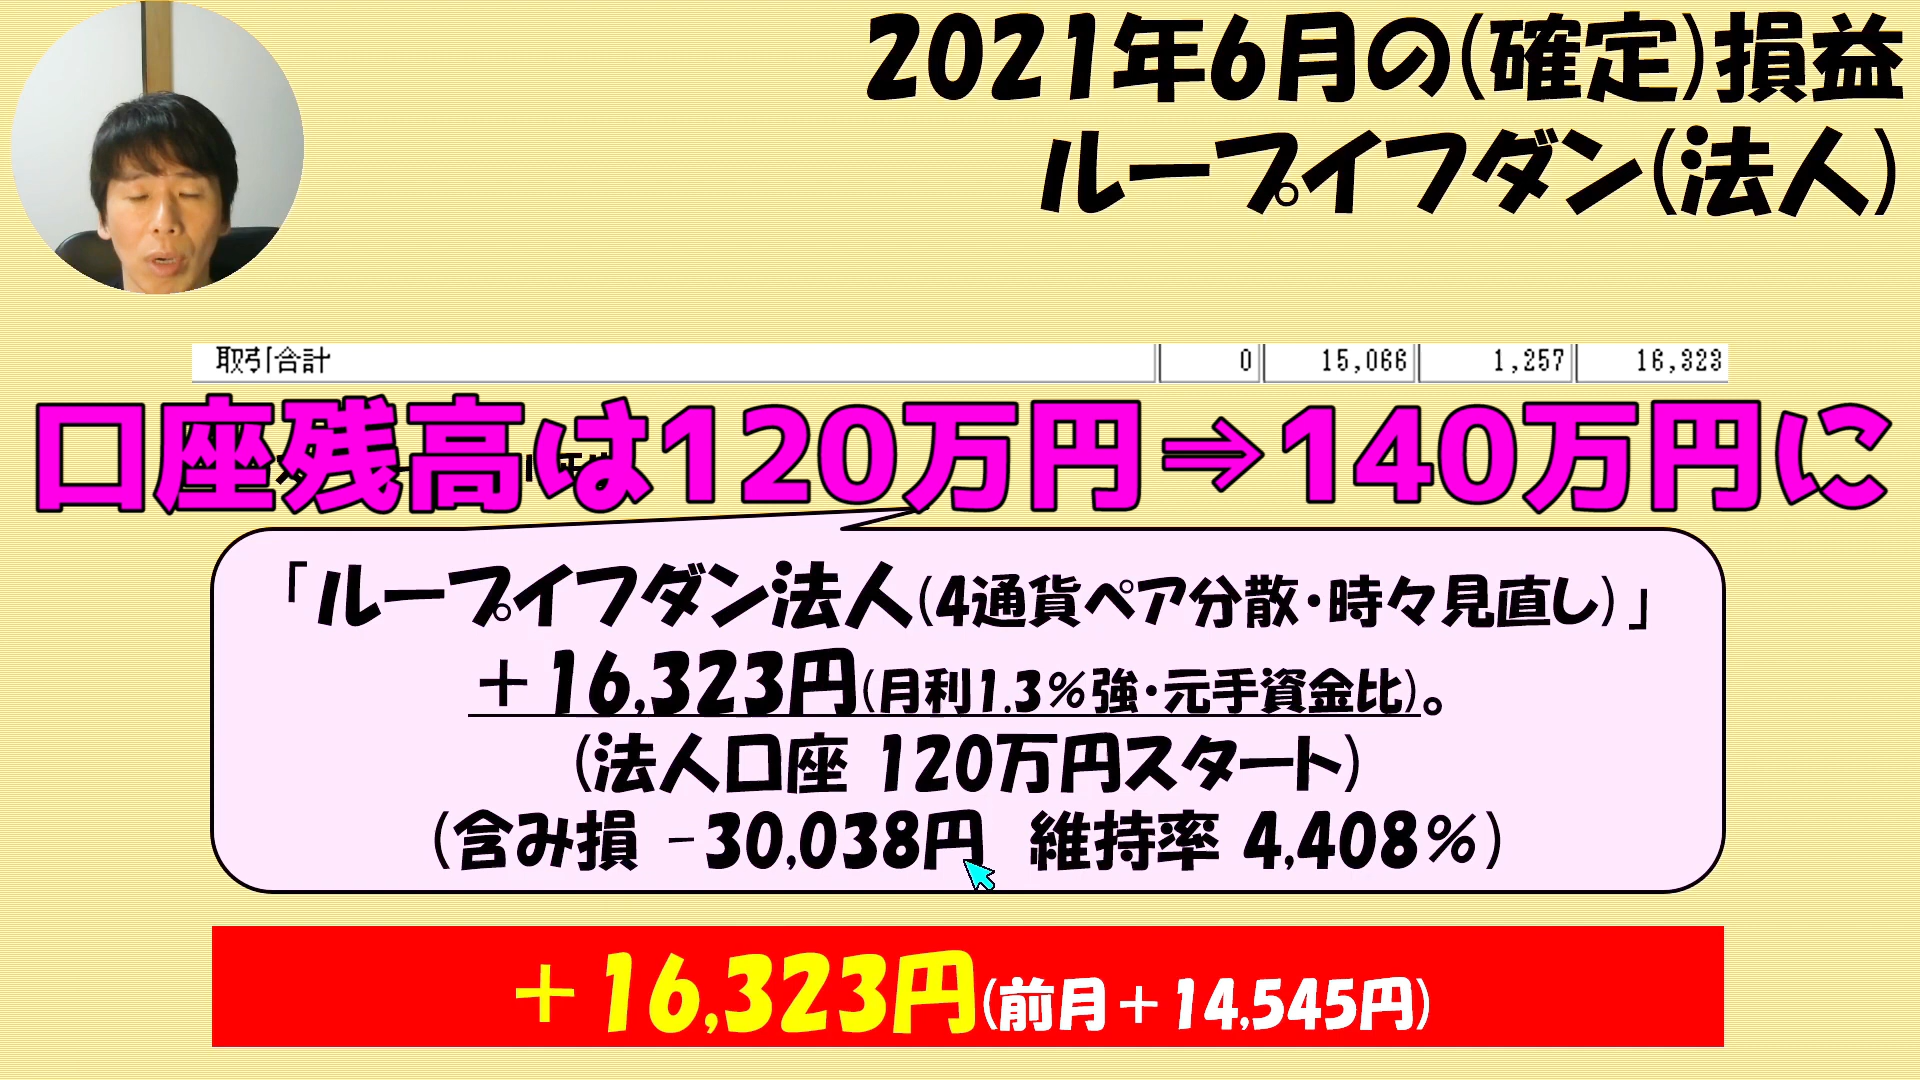 2021年6月の(確定)損益
ループイフダン(法人)
取引合計 0 15,066 1,257 16,323
口座残高は120万円⇒140万円に
「ループイフダン法人(4通貨ペア分散・時々見直し)」
＋16,323円(月利1.3%強・元手資金比)。
(法人口座 120万円スタート)
(含み損 -30,038円 維持率 4,408%)
＋16,323円(前月＋14,545円)